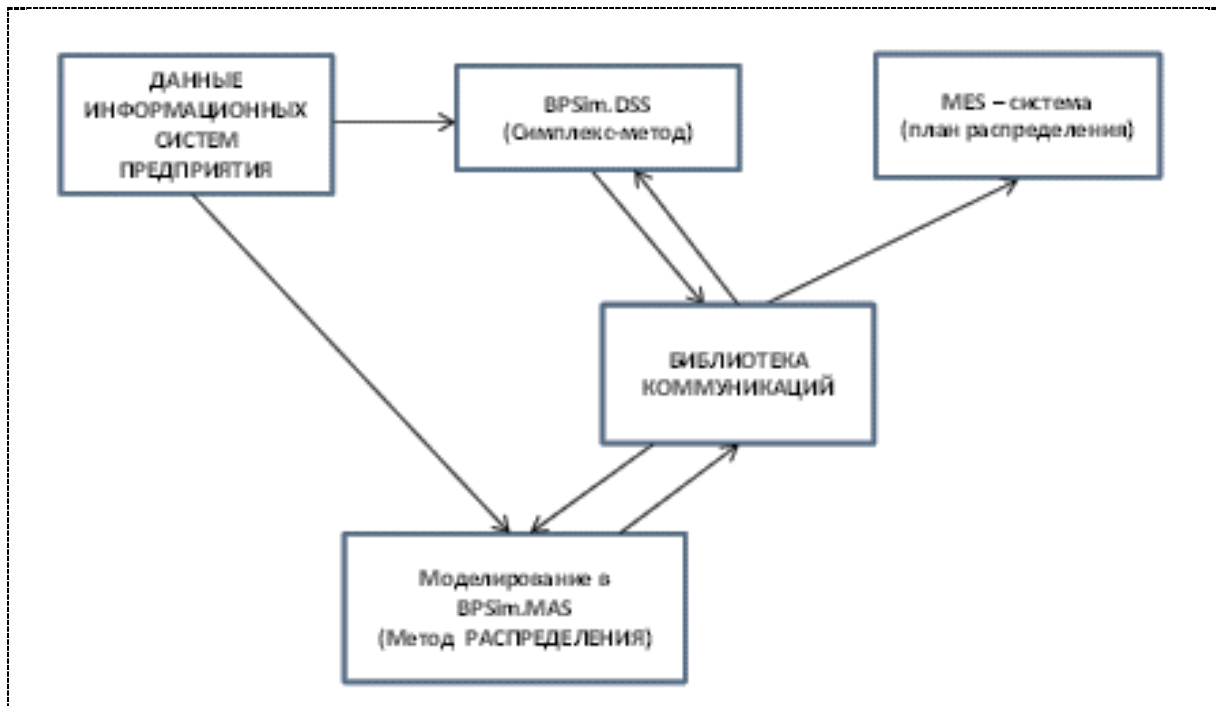 ДАННЫЕ
ИНФОРМАЦИОННЫХ
СИСТЕМ
ПРЕДПРИЯТИЯ
BPSim.DSS
(Симплекс-метод)
MES – система
(план распределения)
БИБЛИОТЕКА
КОММУНИКАЦИЙ
Моделирование в
BPSim.MAS
(Метод РАСПРЕДЕЛЕНИЯ)